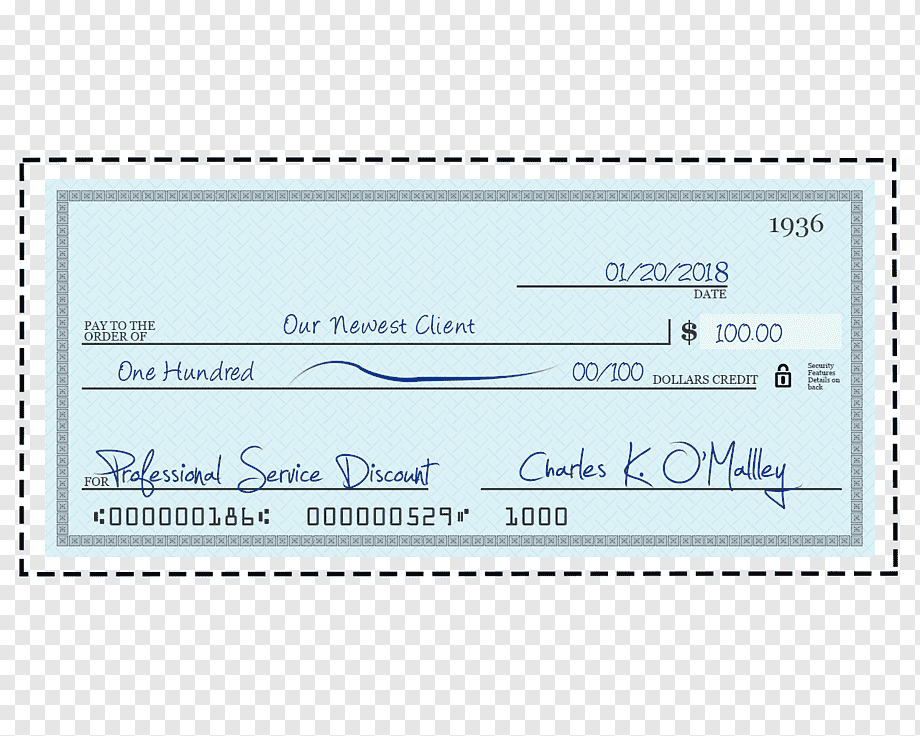 1936
01/20/2018
DATE
PAY TO THE
ORDER OF Our Newest Client $ 100.00
One Hundred 00/100 DOLLARS CREDIT
Security
Features
Details on
back
FOR Professional Service Discount Charles K. O'Mallley
⑆000000186⑆ 000000529⑈ 1000